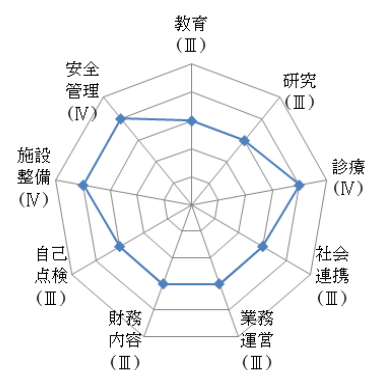 教育
(Ⅲ)
研究
(Ⅲ)
診療
(Ⅳ)
社会
連携
(Ⅲ)
業務
運営
(Ⅲ)
財務
内容
(Ⅲ)
自己
点検
(Ⅲ)
施設
整備
(Ⅳ)
安全
管理
(Ⅳ)